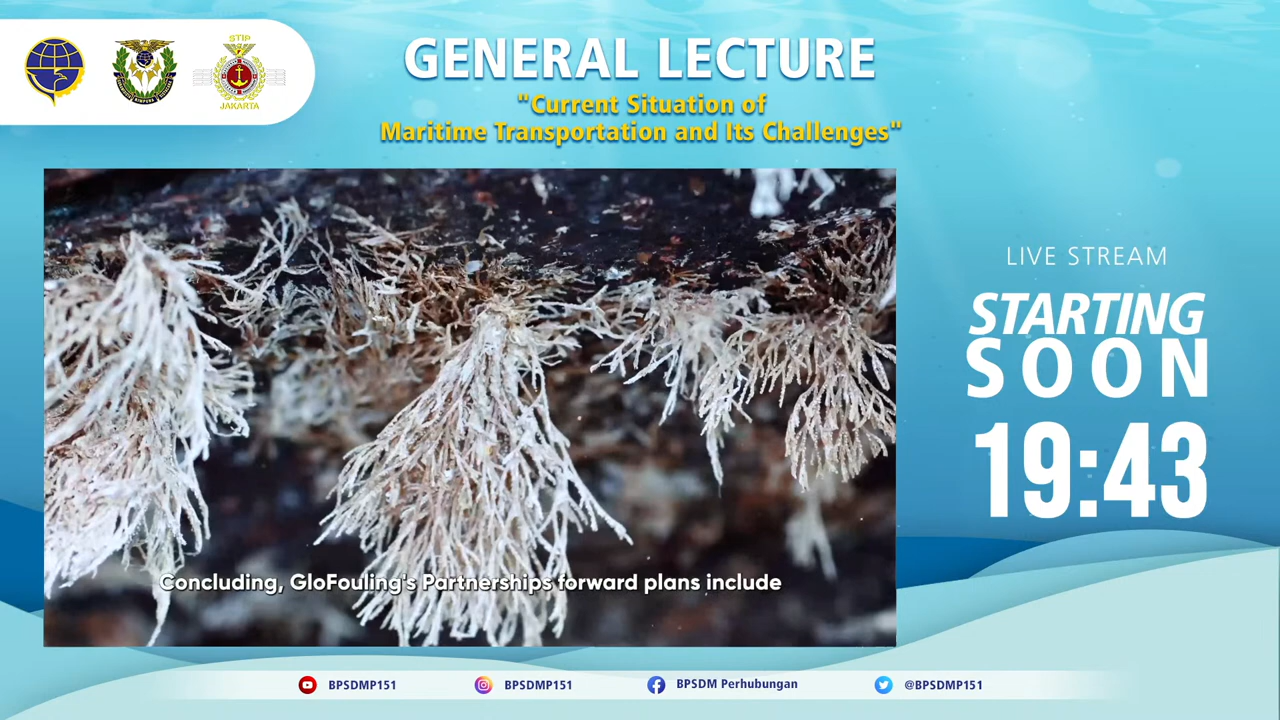 STIP
JAKARTA
GENERAL LECTURE
"Current Situation of
Maritime Transportation and Its Challenges"
LIVE STREAM
STARTING
SOON
19:43
Concluding, GloFouling's Partnerships forward plans include
BPSDMP151
BPSDMP151
BPSDM Perhubungan
@BPSDMP151